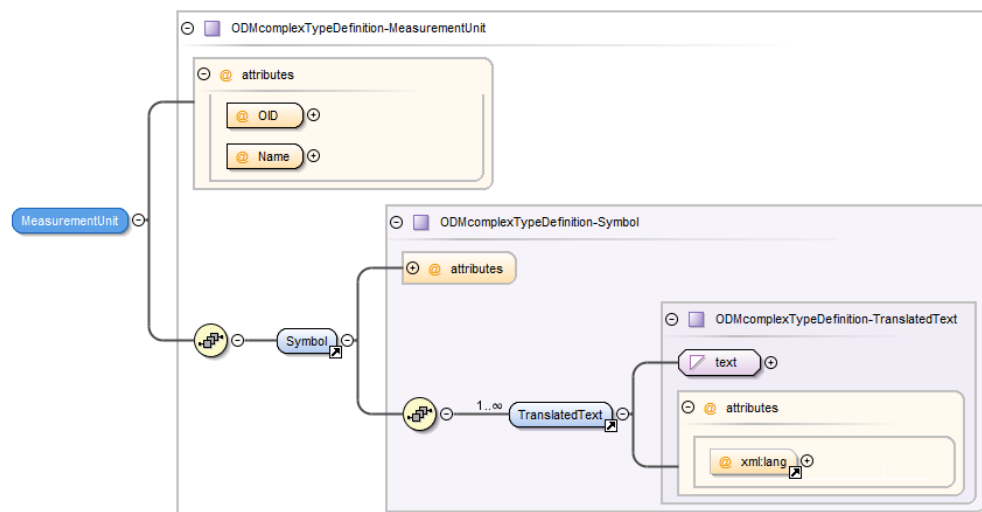 ODMcomplexTypeDefinition-MeasurementUnit
@ attributes
@ OID
@ Name
MeasurementUnit
ODMcomplexTypeDefinition-Symbol
@ attributes
ODMcomplexTypeDefinition-TranslatedText
Symbol
text
1..∞
TranslatedText
@ attributes
@ xml:lang